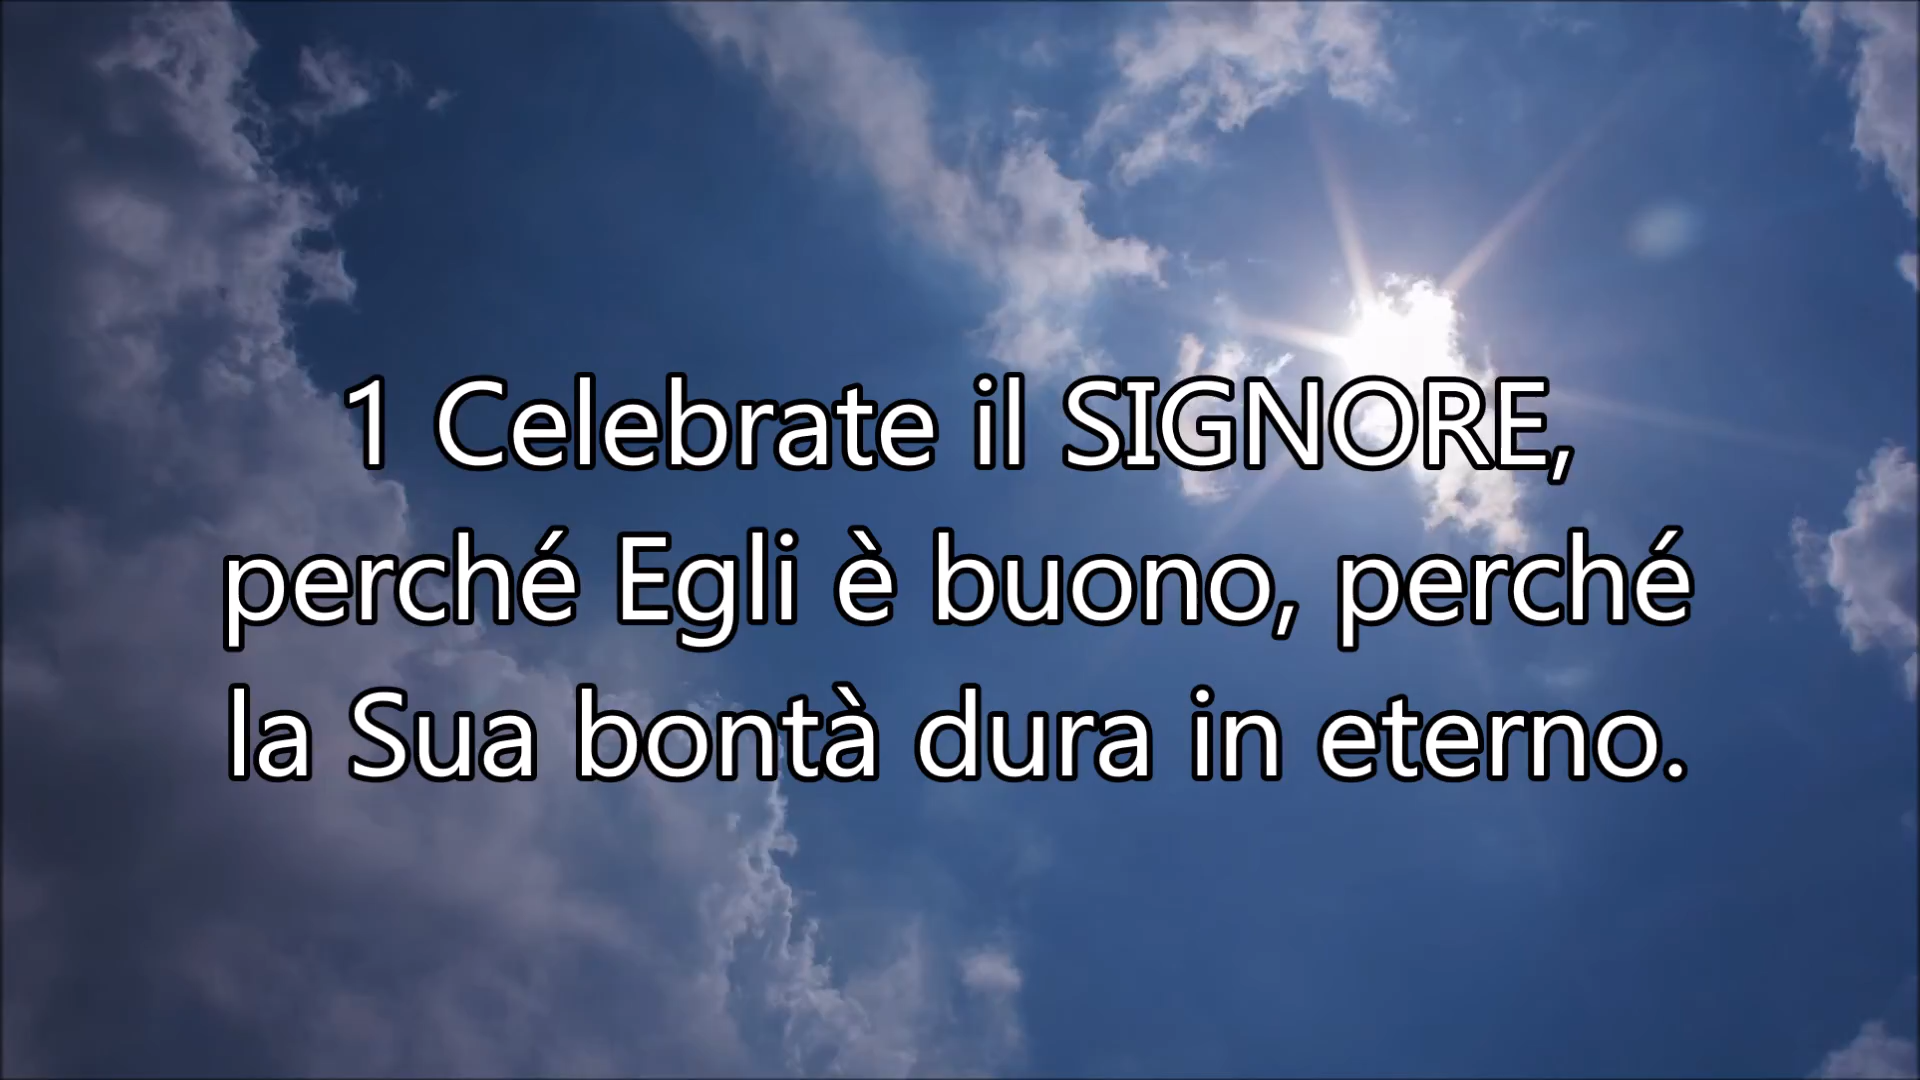 1 Celebrate il SIGNORE,
perché Egli è buono, perché
la Sua bontà dura in eterno.